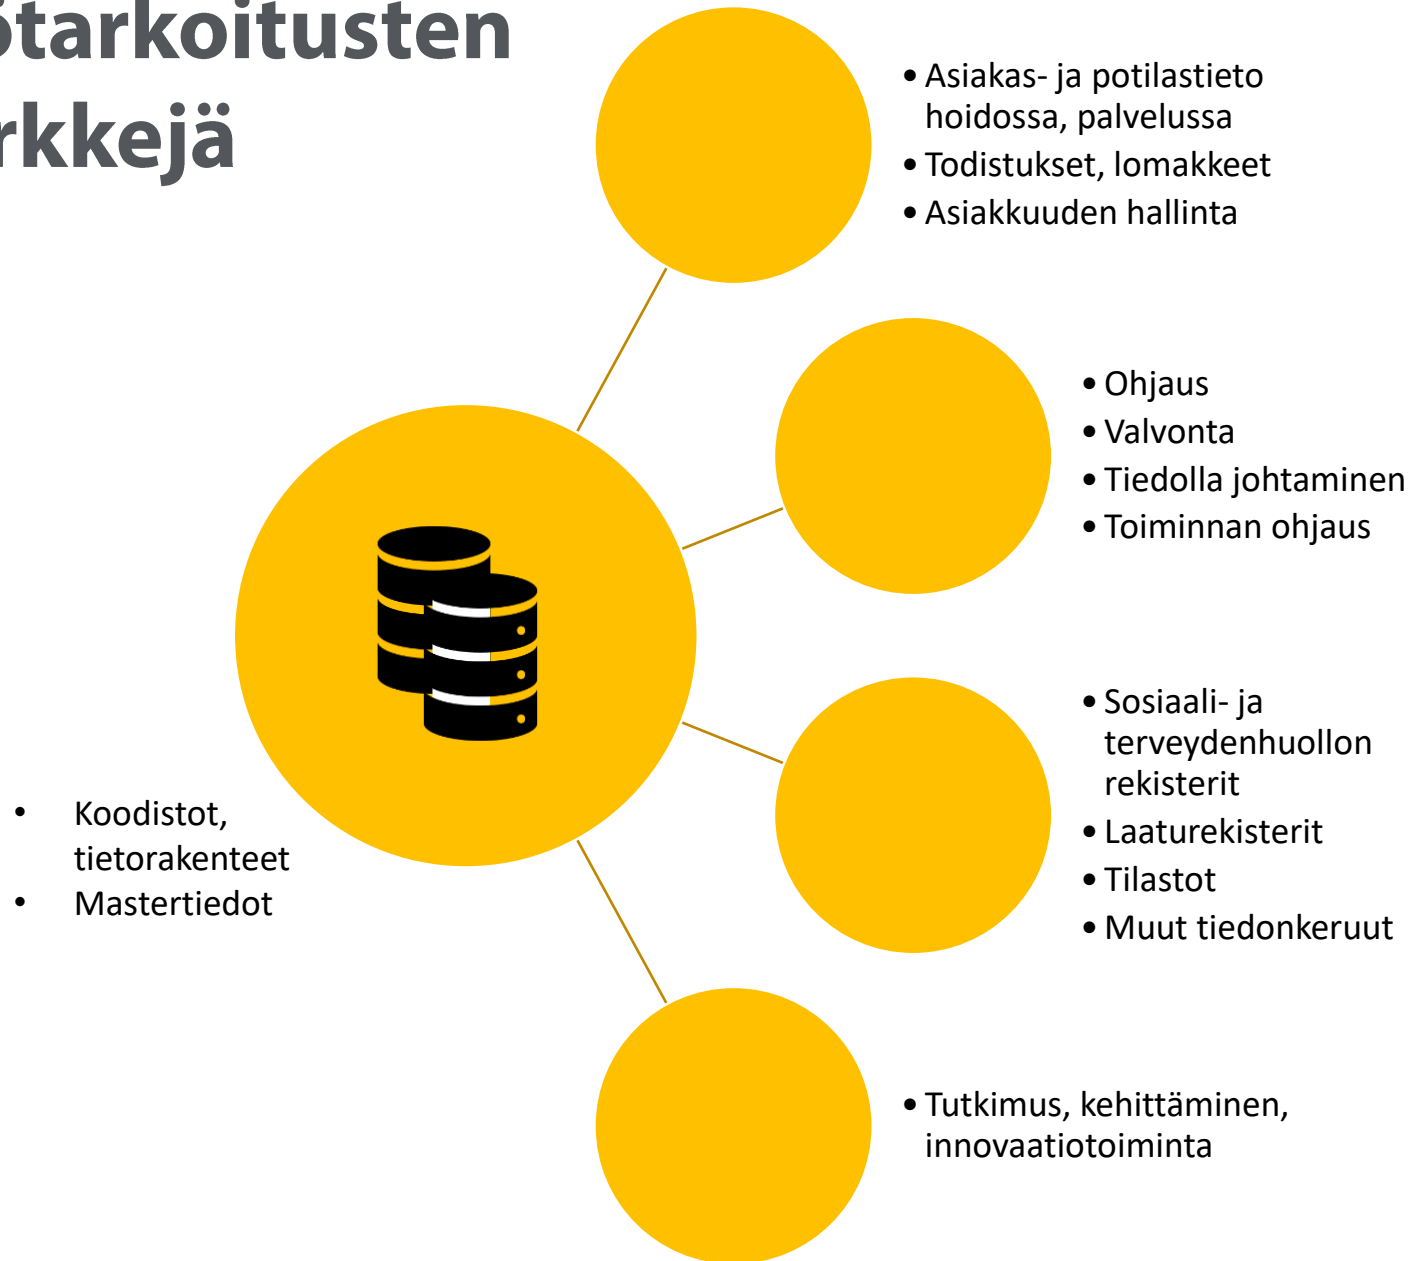 ötarkoitusten
rkkejä
• Asiakas- ja potilastieto
hoidossa, palvelussa
• Todistukset, lomakkeet
• Asiakkuuden hallinta
• Ohjaus
• Valvonta
• Tiedolla johtaminen
• Toiminnan ohjaus
• Sosiaali- ja
terveydenhuollon
rekisterit
• Laaturekisterit
• Tilastot
• Muut tiedonkeruut
• Koodistot,
tietorakenteet
• Mastertiedot
• Tutkimus, kehittäminen,
innovaatiotoiminta